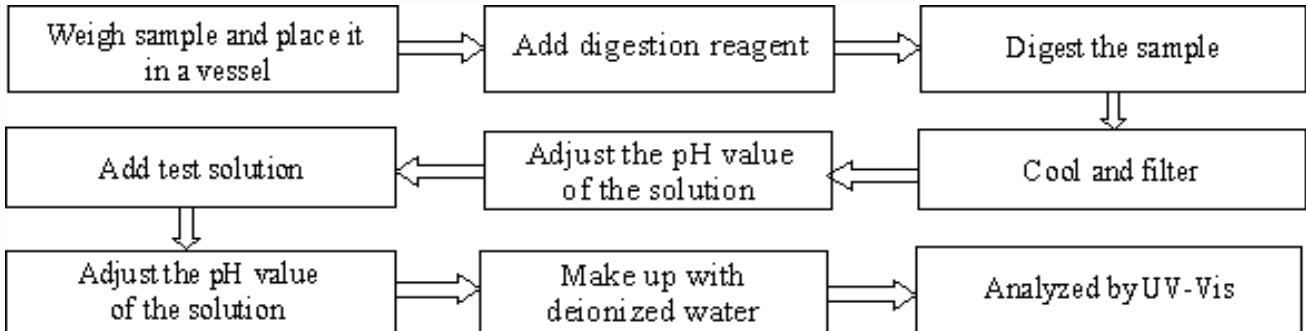 Weigh sample and place it
in a vessel
Add digestion reagent
Digest the sample
Cool and filter
Adjust the pH value
of the solution
Add test solution
Adjust the pH value
of the solution
Make up with
deionized water
Analyzed by UV-Vis